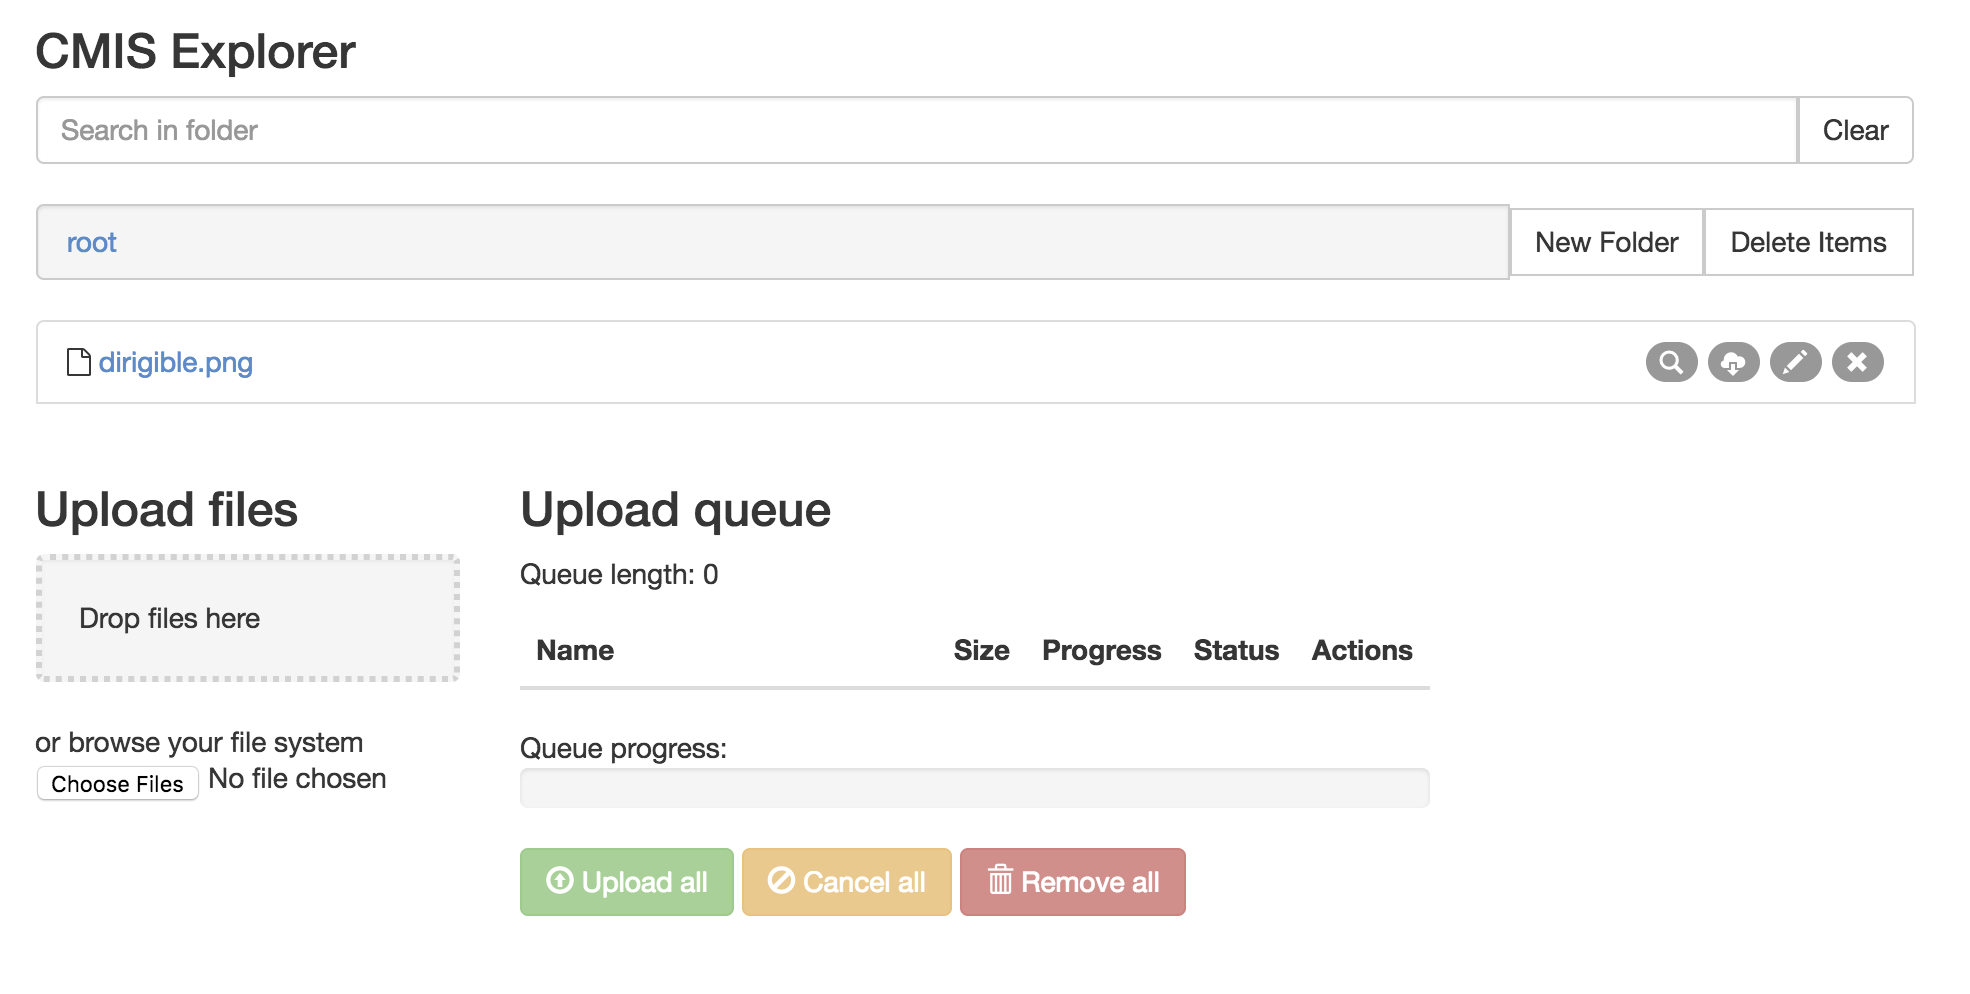 CMIS Explorer
Search in folder Clear
root New Folder Delete Items
dirigible.png
Upload files
Drop files here
or browse your file system
Choose Files No file chosen
Upload queue
Queue length: 0
Name Size Progress Status Actions
Queue progress:
Upload all Cancel all Remove all